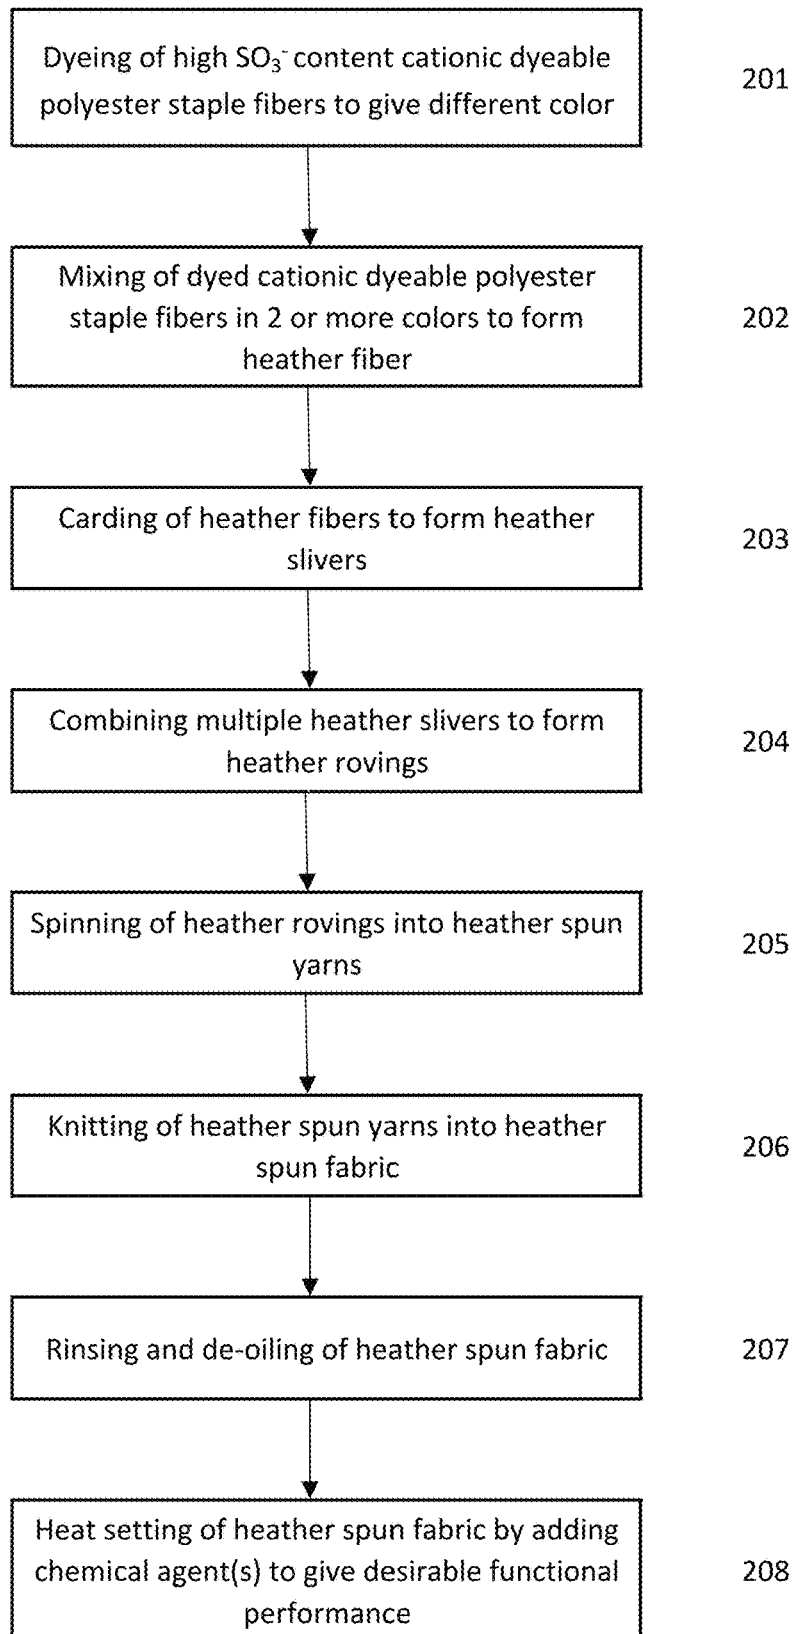 Dyeing of high SO₃⁻ content cationic dyeable
polyester staple fibers to give different color
201
Mixing of dyed cationic dyeable polyester
staple fibers in 2 or more colors to form
heather fiber
202
Carding of heather fibers to form heather
slivers
203
Combining multiple heather slivers to form
heather rovings
204
Spinning of heather rovings into heather spun
yarns
205
Knitting of heather spun yarns into heather
spun fabric
206
Rinsing and de-oiling of heather spun fabric
207
Heat setting of heather spun fabric by adding
chemical agent(s) to give desirable functional
performance
208